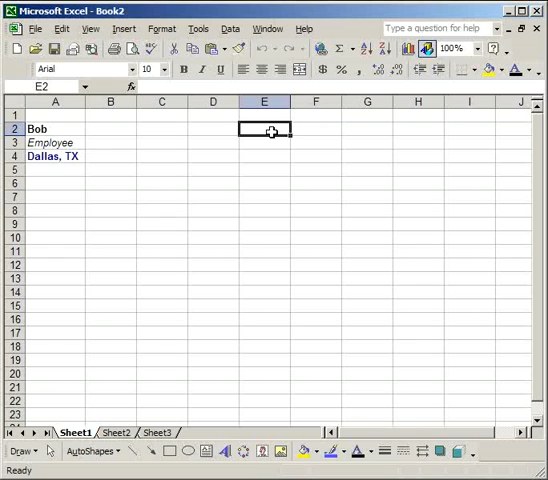 Microsoft Excel - Book2
File Edit View Insert Format Tools Data Window Help Type a question for help
100%
Arial 10 B I U $ % ,
E2 fx
A B C D E F G H I J
1
2 Bob
3 Employee
4 Dallas, TX
5
6
7
8
9
10
11
12
13
14
15
16
17
18
19
20
21
22
23
Sheet1 Sheet2 Sheet3
Draw AutoShapes
Ready